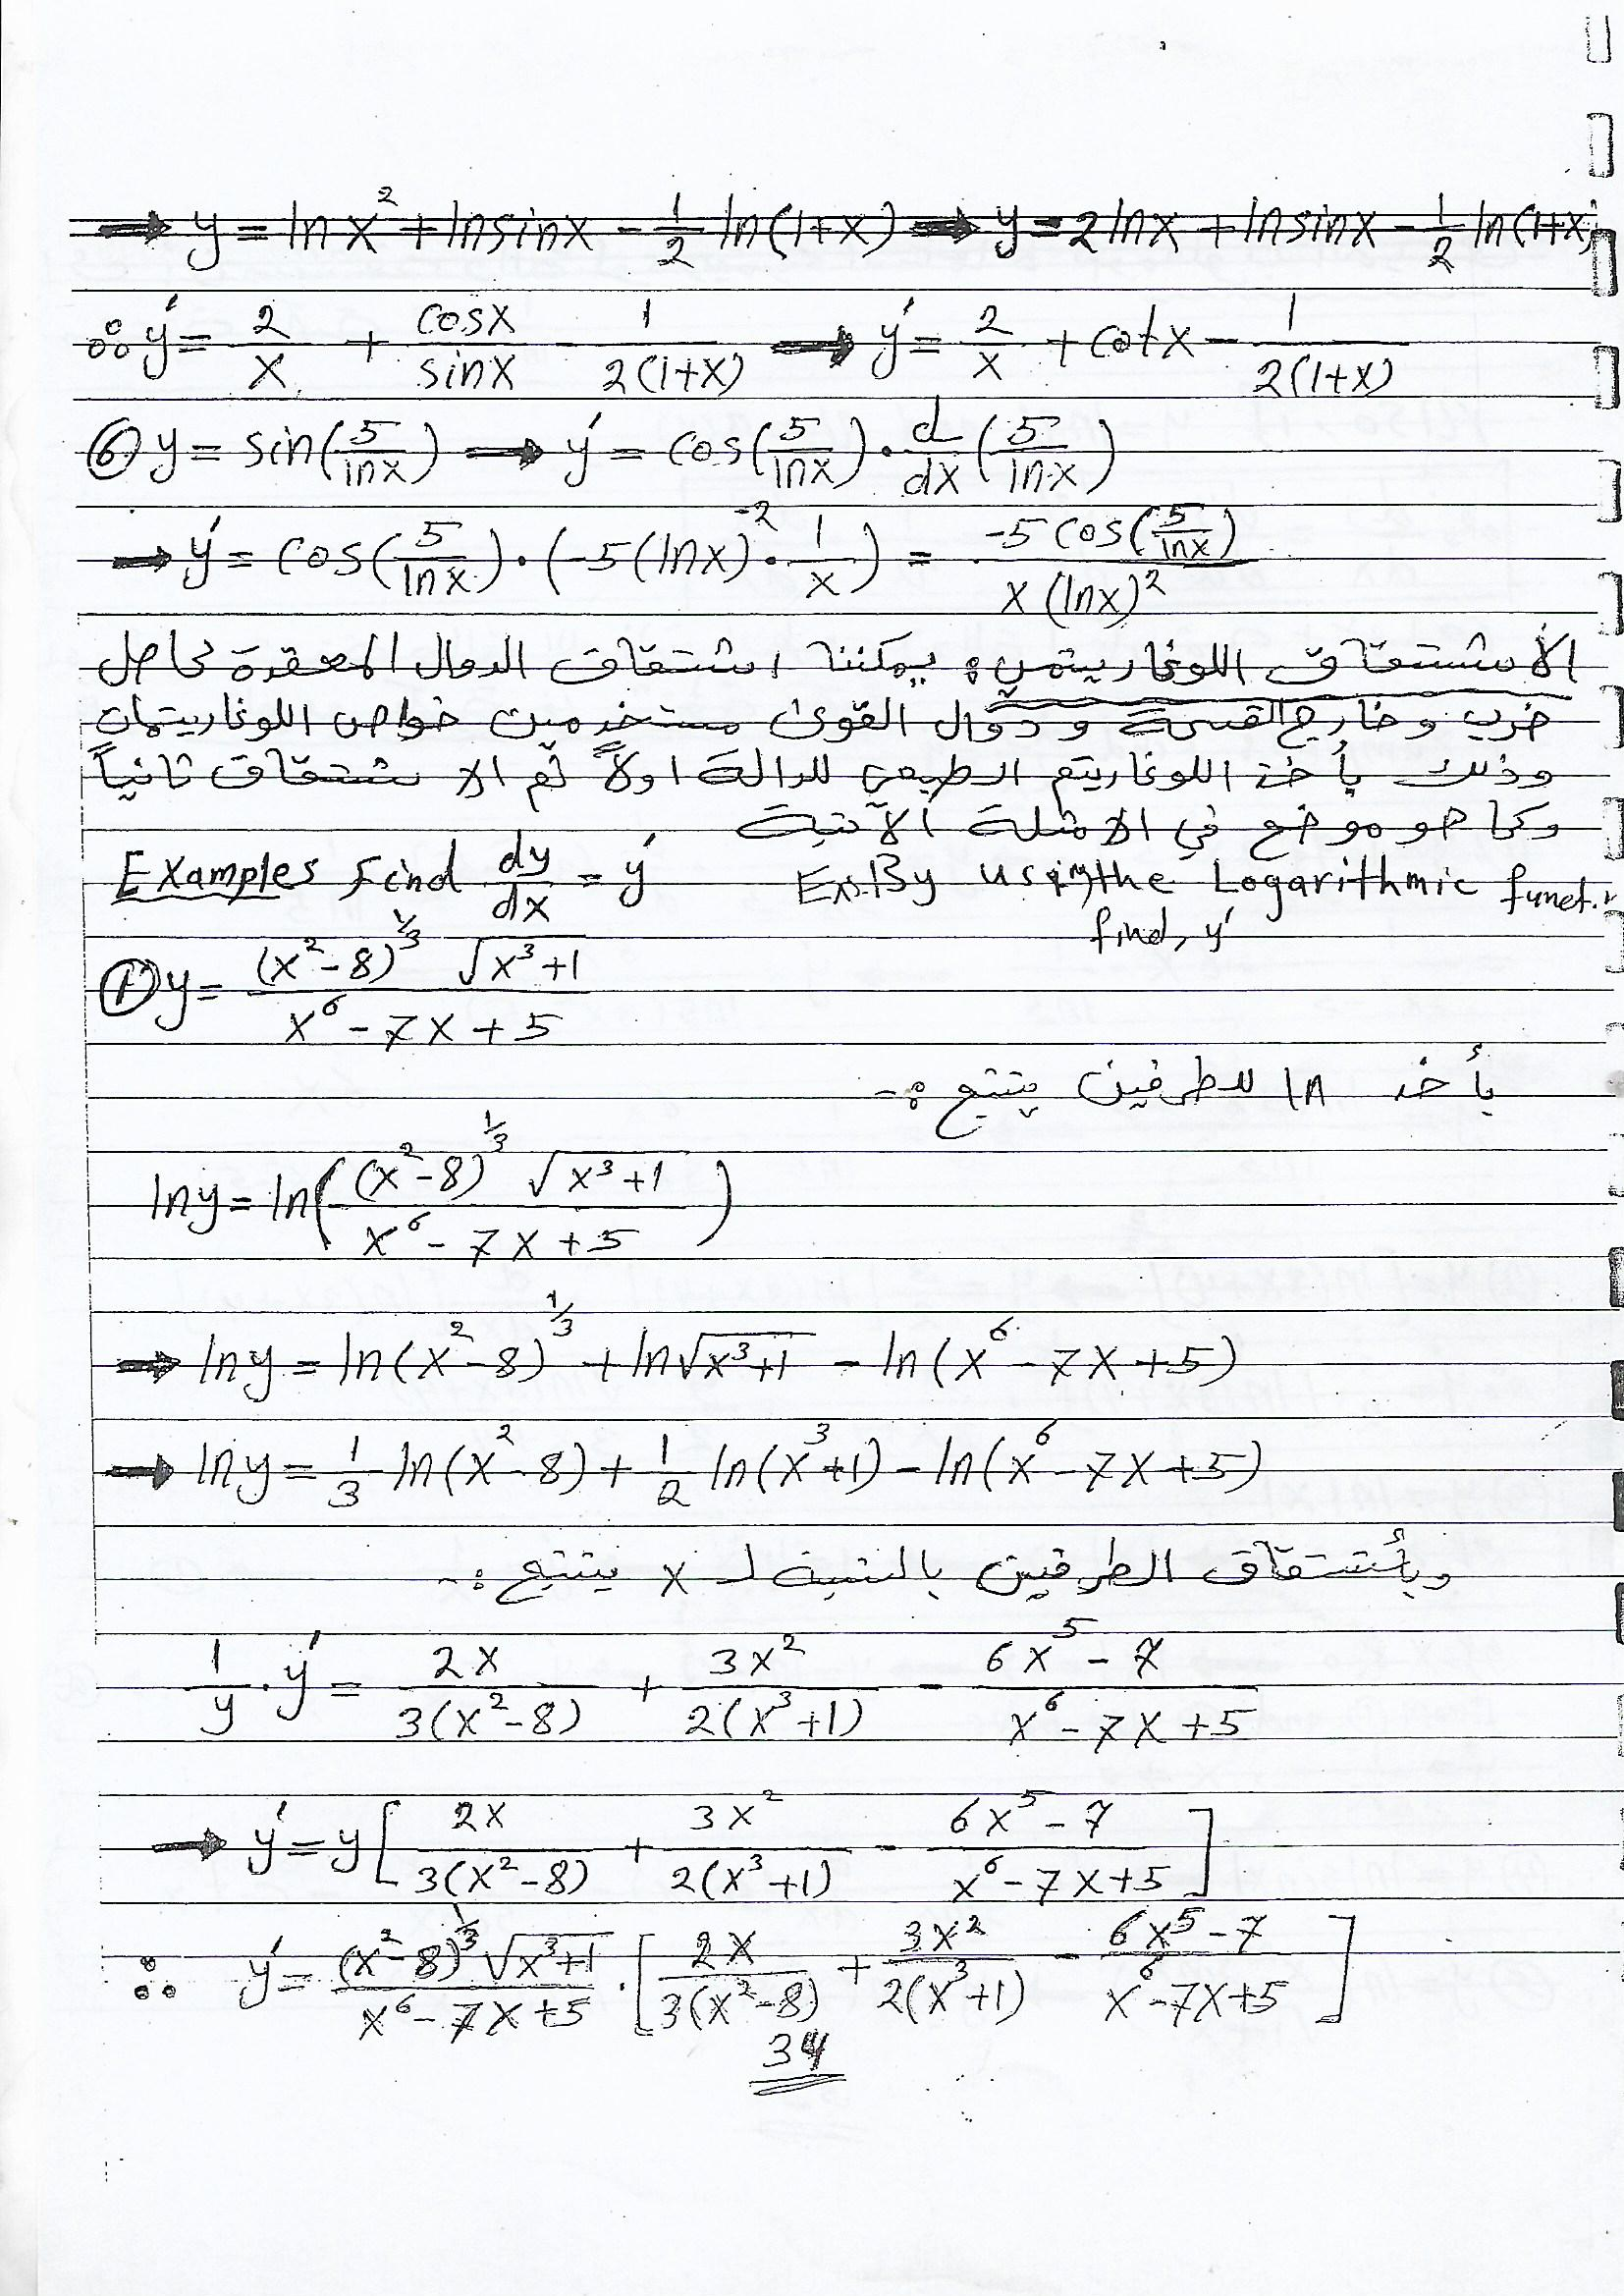 ⇒ y = ln x² + ln sin x - 1/2 ln(1+x) ⇒ y = 2 ln x + ln sin x - 1/2 ln(1+x)
∴ y' = 2/x + cos x/sin x - 1/(2(1+x)) ⇒ y' = 2/x + cot x - 1/(2(1+x))
⑥ y = sin(5/ln x) ⇒ y' = cos(5/ln x) · d/dx (5/ln x)
⇒ y' = cos(5/ln x) · (-5(ln x)⁻² · 1/x) = -5 cos(5/ln x) / (x (ln x)²)
الأشتقاق اللوغاريتمي: يمكننا اشتقاق الدوال المعقدة لحاصل
ضرب وخارج القسمة ودوال القوى مستخدمين خواص اللوغاريتمات
وذلك بأخذ اللوغاريتم الطبيعي للدالة اولاً ثم الاشتقاق ثانياً
وكما هو موضح في الامثلة الآتية
Examples Find dy/dx = y' Ex. By using the Logarithmic funct.
find, y'
① y = (x²-8)^(1/3) √(x³+1) / (x⁶ - 7x + 5)
بأخذ ln للطرفين ينتج :-
ln y = ln( (x²-8)^(1/3) √(x³+1) / (x⁶ - 7x + 5) )
⇒ ln y = ln(x²-8)^(1/3) + ln √(x³+1) - ln(x⁶ - 7x + 5)
⇒ ln y = 1/3 ln(x²-8) + 1/2 ln(x³+1) - ln(x⁶ - 7x + 5)
وبأشتقاق الطرفين بالنسبة لـ x ينتج :-
1/y · y' = 2x/(3(x²-8)) + 3x²/(2(x³+1)) - (6x⁵ - 7)/(x⁶ - 7x + 5)
⇒ y' = y [ 2x/(3(x²-8)) + 3x²/(2(x³+1)) - (6x⁵ - 7)/(x⁶ - 7x + 5) ]
∴ y' = (x²-8)^(1/3) √(x³+1) / (x⁶ - 7x + 5) · [ 2x/(3(x²-8)) + 3x²/(2(x³+1)) - (6x⁵ - 7)/(x⁶ - 7x + 5) ]
34